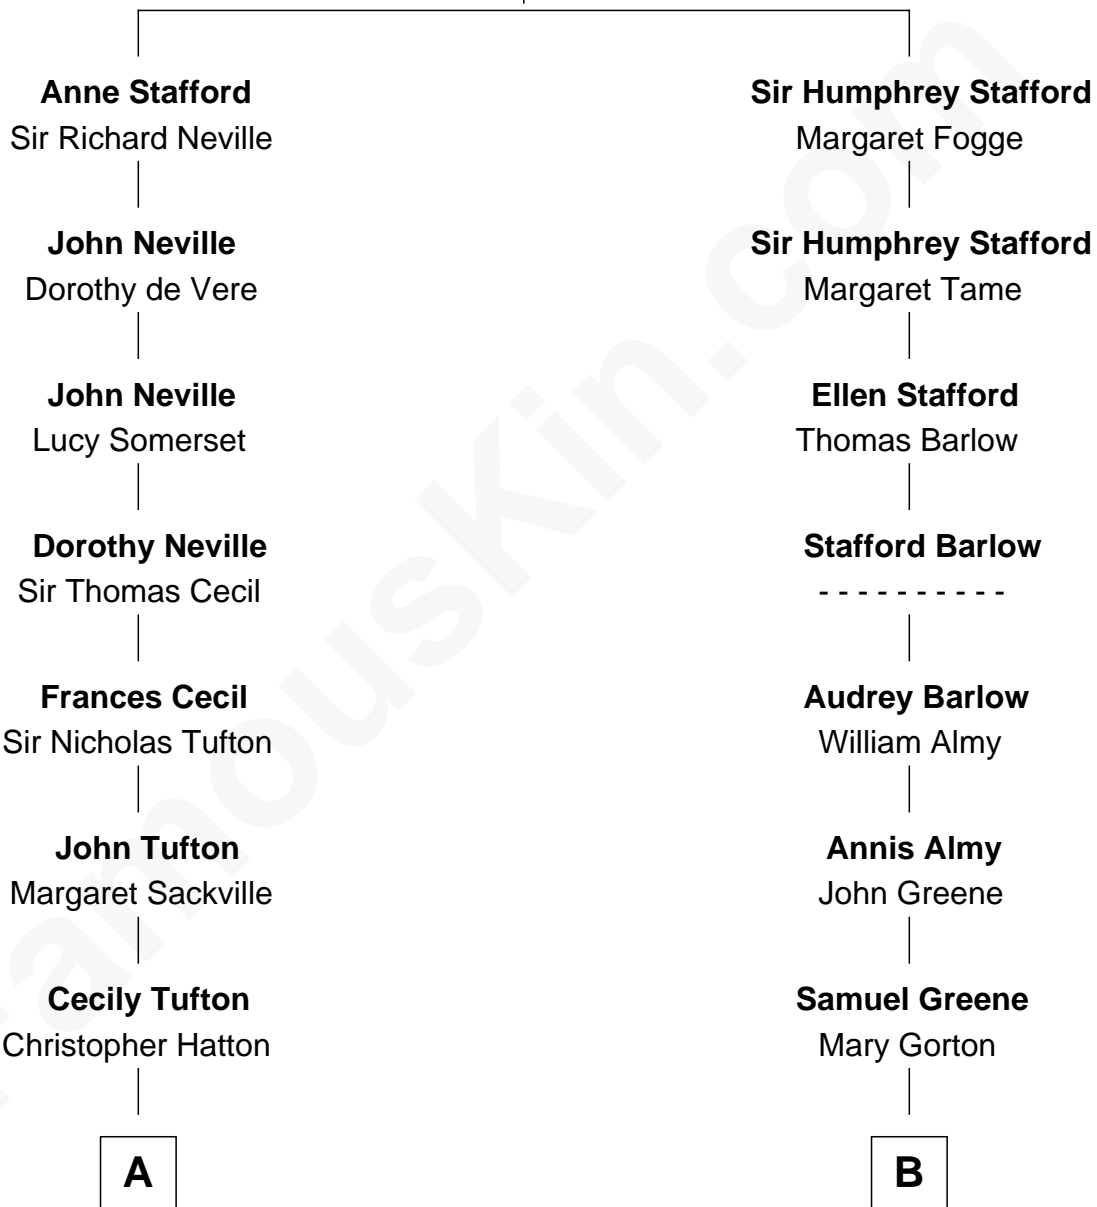 Anne Stafford
Sir Richard Neville
Sir Humphrey Stafford
Margaret Fogge
John Neville
Dorothy de Vere
Sir Humphrey Stafford
Margaret Tame
John Neville
Lucy Somerset
Ellen Stafford
Thomas Barlow
Dorothy Neville
Sir Thomas Cecil
Stafford Barlow
- - - - - - - - - -
Frances Cecil
Sir Nicholas Tufton
Audrey Barlow
William Almy
John Tufton
Margaret Sackville
Annis Almy
John Greene
Cecily Tufton
Christopher Hatton
Samuel Greene
Mary Gorton
A
B
FamousKin.com